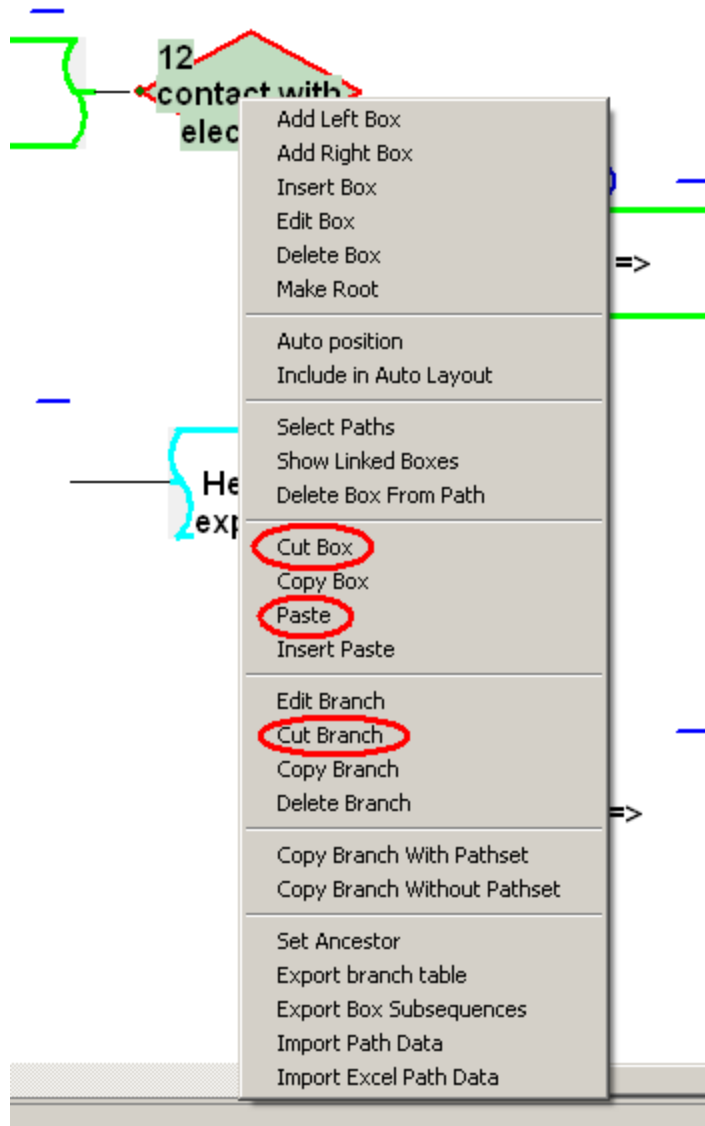 12
contact with
elec
Add Left Box
Add Right Box
Insert Box
Edit Box
Delete Box
=>
Make Root
Auto position
Include in Auto Layout
Select Paths
Show Linked Boxes
He
Delete Box From Path
exp
Cut Box
Copy Box
Paste
Insert Paste
Edit Branch
Cut Branch
Copy Branch
Delete Branch
=>
Copy Branch With Pathset
Copy Branch Without Pathset
Set Ancestor
Export branch table
Export Box Subsequences
Import Path Data
Import Excel Path Data